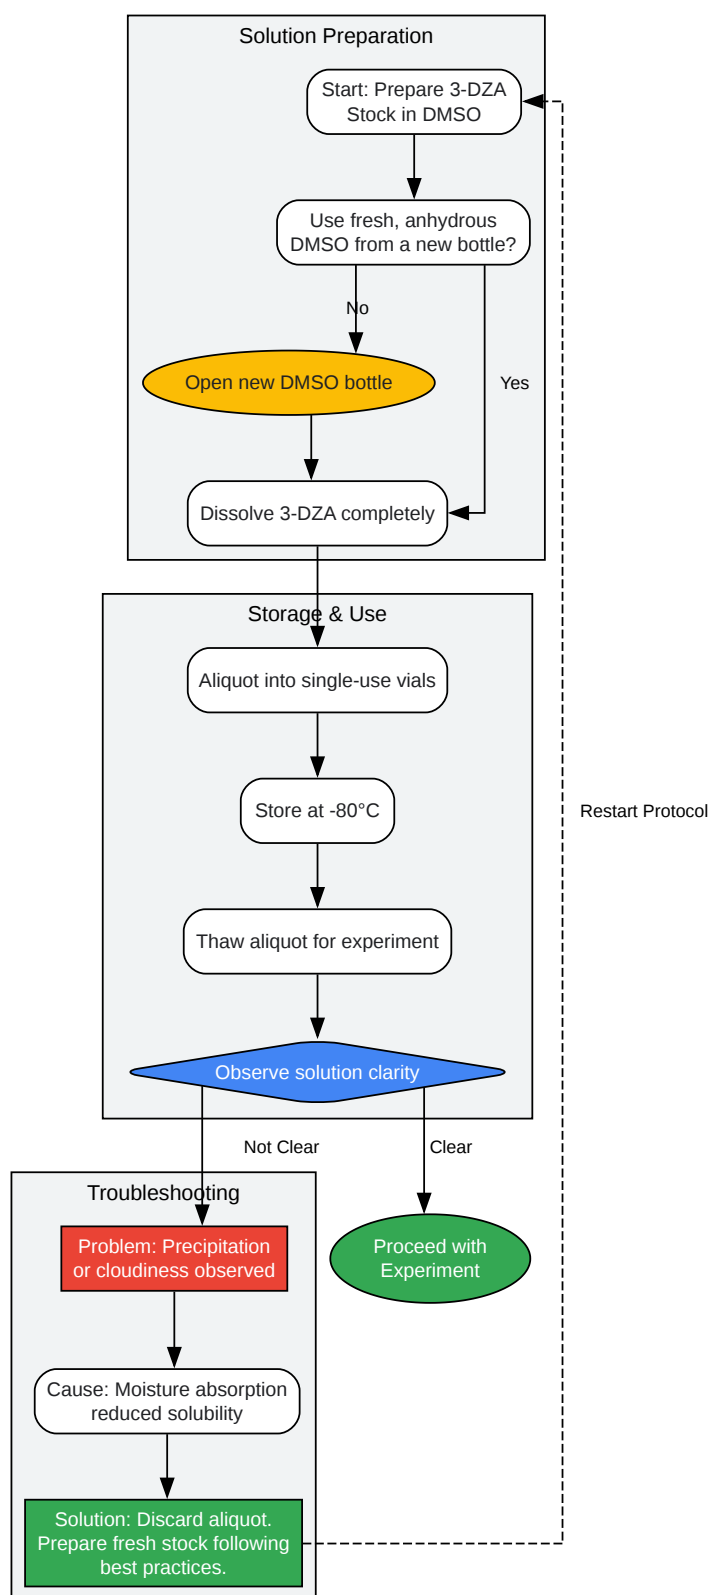 Solution Preparation
Start: Prepare 3-DZA
Stock in DMSO
Use fresh, anhydrous
DMSO from a new bottle?
No
Open new DMSO bottle
Yes
Dissolve 3-DZA completely
Storage & Use
Aliquot into single-use vials
Store at -80°C
Restart Protocol
Thaw aliquot for experiment
Observe solution clarity
Not Clear
Clear
Troubleshooting
Problem: Precipitation
or cloudiness observed
Proceed with
Experiment
Cause: Moisture absorption
reduced solubility
Solution: Discard aliquot.
Prepare fresh stock following
best practices.